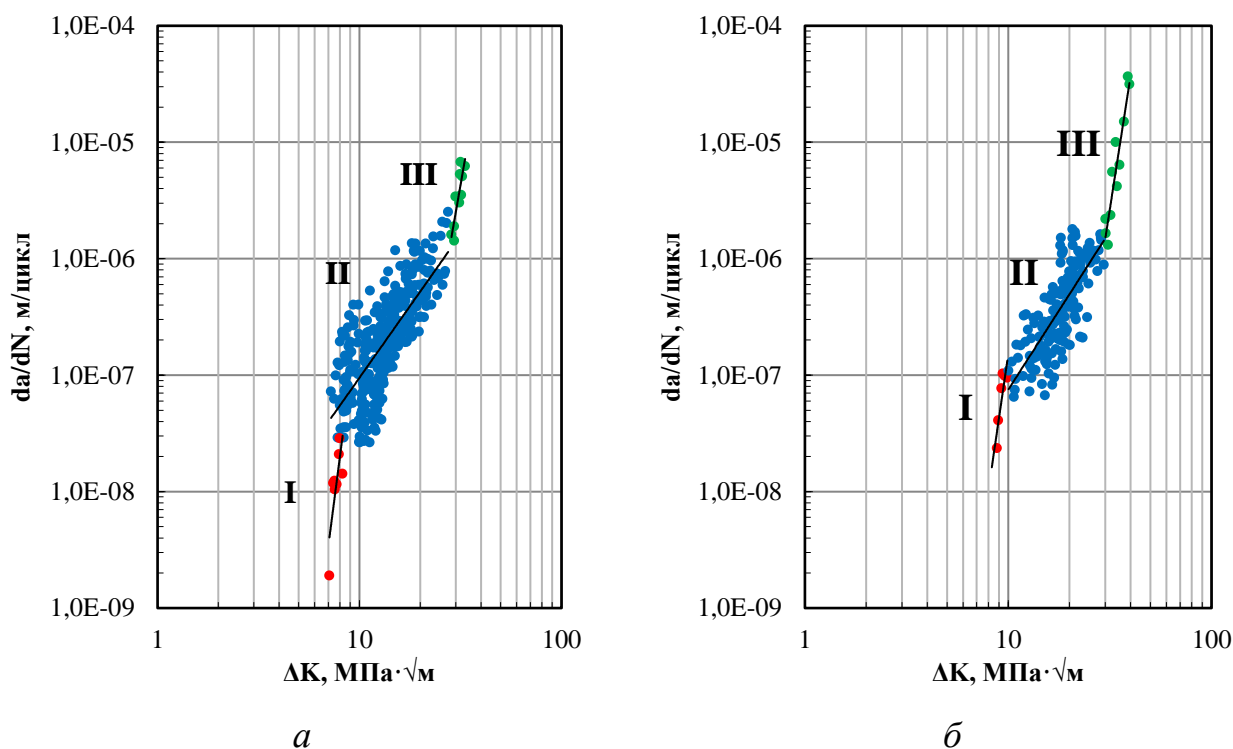 1,0E-04
1,0E-05
1,0E-06
1,0E-07
1,0E-08
1,0E-09
da/dN, м/цикл
I
II
III
1
10
100
ΔK, МПа·√м
а
1,0E-04
1,0E-05
1,0E-06
1,0E-07
1,0E-08
1,0E-09
da/dN, м/цикл
I
II
III
1
10
100
ΔK, МПа·√м
б